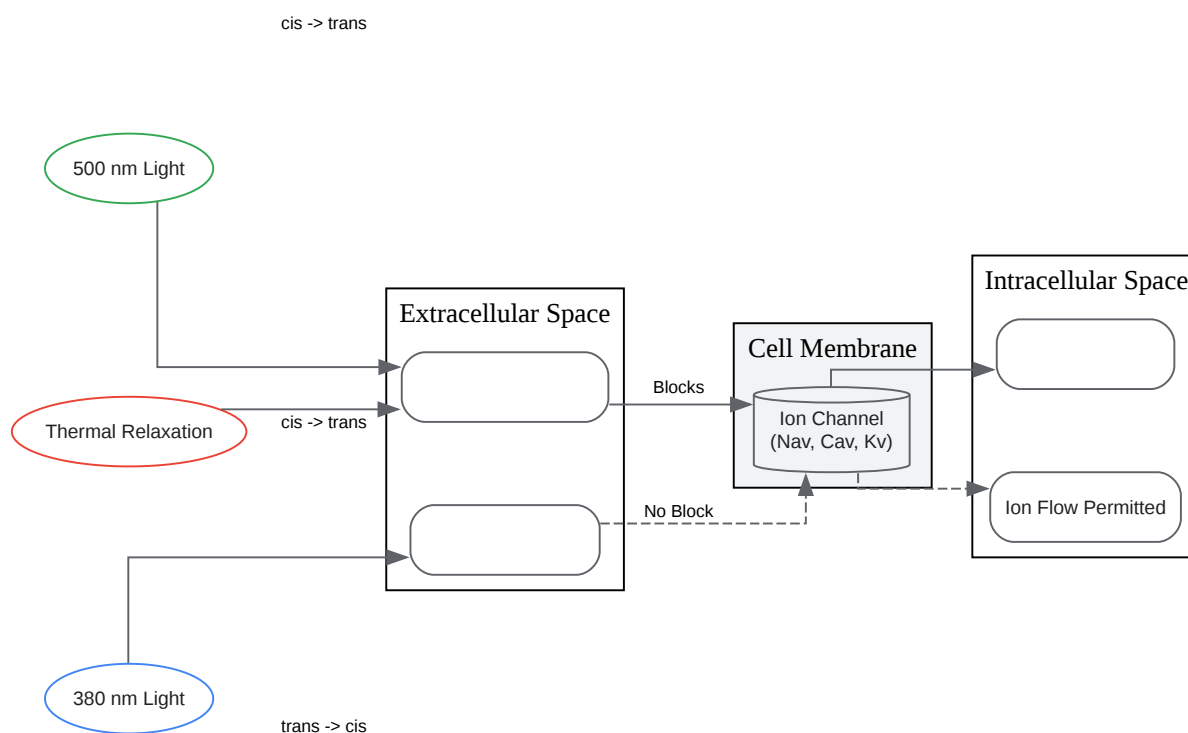 cis -> trans
500 nm Light
Intracellular Space
Extracellular Space
Cell Membrane
Blocks
Ion Channel
(Nav, Cav, Kv)
cis -> trans
Thermal Relaxation
No Block
Ion Flow Permitted
380 nm Light
trans -> cis